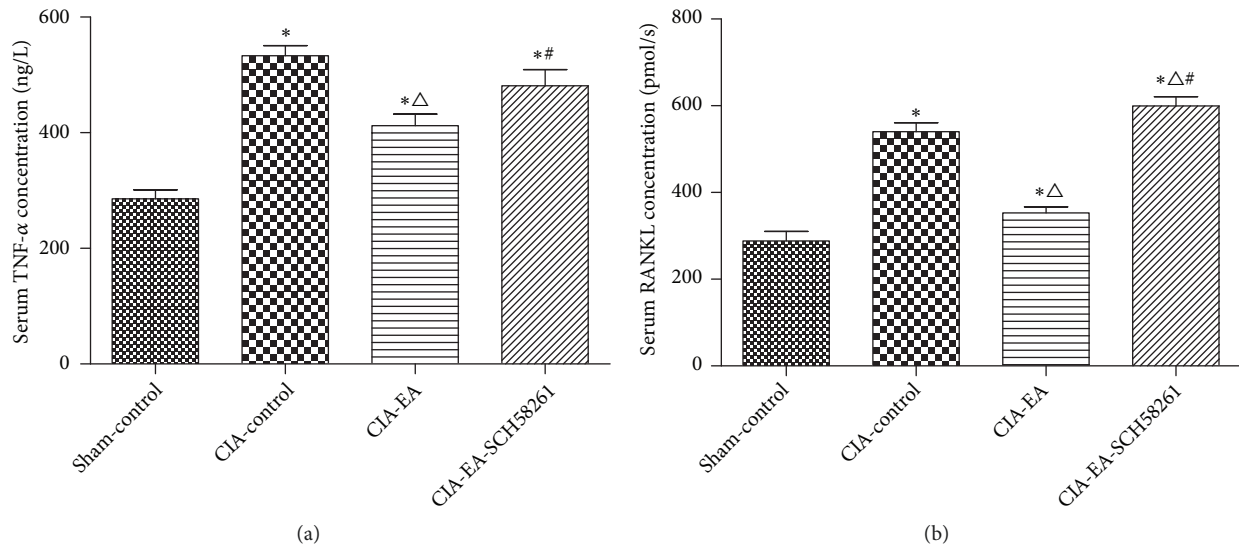 Serum TNF-α concentration (ng/L)
600
400
200
0
*
*△
*#
Sham-control
CIA-control
CIA-EA
CIA-EA-SCH58261
(a)
Serum RANKL concentration (pmol/s)
800
600
400
200
0
*
*△
*△#
Sham-control
CIA-control
CIA-EA
CIA-EA-SCH58261
(b)